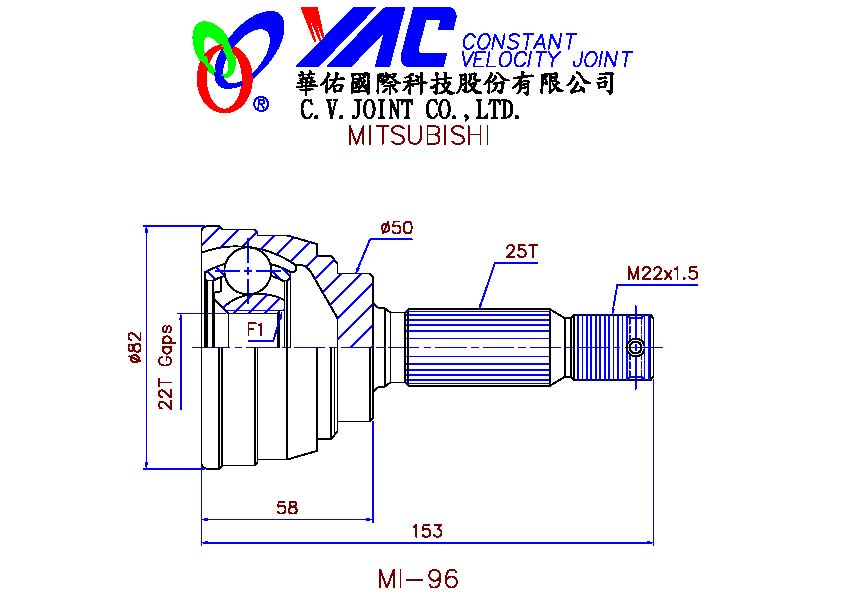 YAC CONSTANT
VELOCITY JOINT
®
華佑國際科技股份有限公司
C.V.JOINT CO.,LTD.
MITSUBISHI
ø50
25T
M22x1.5
F1
ø82
22T Gaps
58
153
MI-96